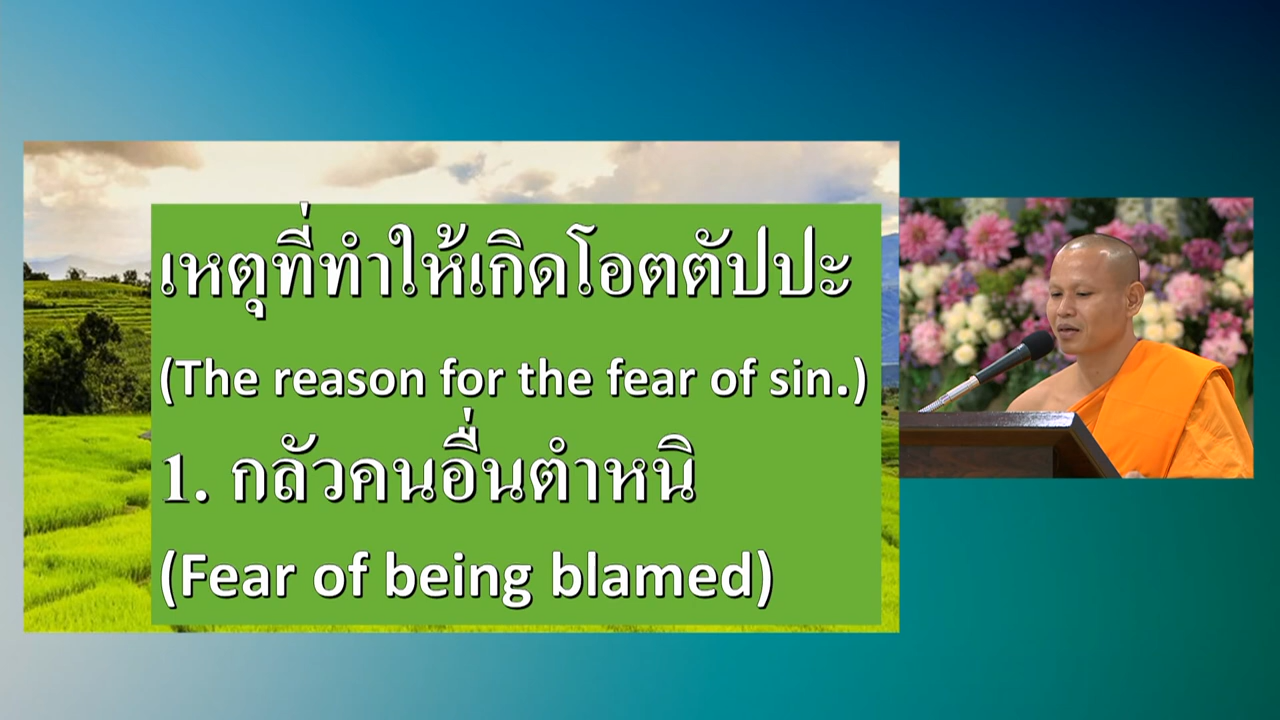 เหตุที่ทำให้เกิดโอตตัปปะ
(The reason for the fear of sin.)
1. กลัวคนอื่นตำหนิ
(Fear of being blamed)